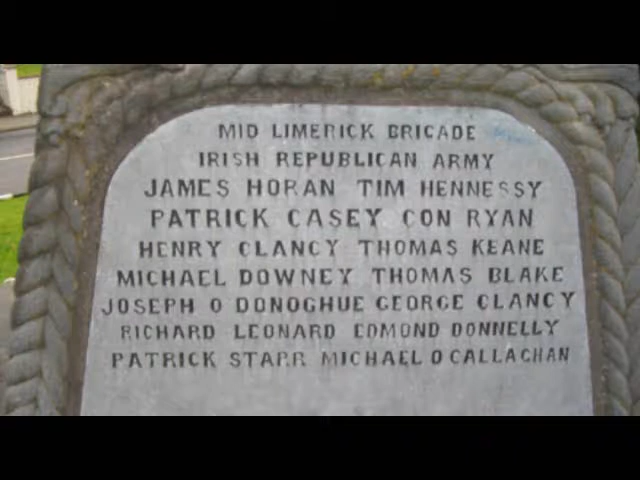 MID LIMERICK BRIGADE
IRISH REPUBLICAN ARMY
JAMES HORAN TIM HENNESSY
PATRICK CASEY CON RYAN
HENRY CLANCY THOMAS KEANE
MICHAEL DOWNEY THOMAS BLAKE
JOSEPH O DONOGHUE GEORGE CLANCY
RICHARD LEONARD EDMOND DONNELLY
PATRICK STARR MICHAEL O CALLAGHAN